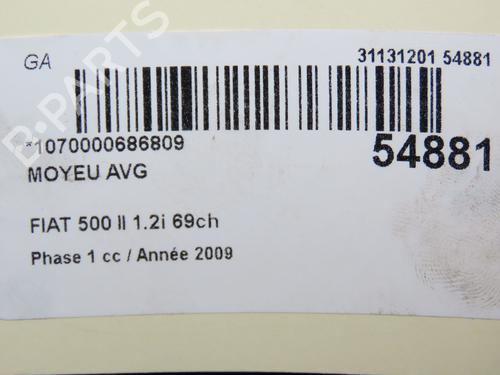 GA
31131201 54881
*1070000686809
54881
MOYEU AVG
FIAT 500 II 1.2i 69ch
Phase 1 cc / Année 2009
B-PARTS